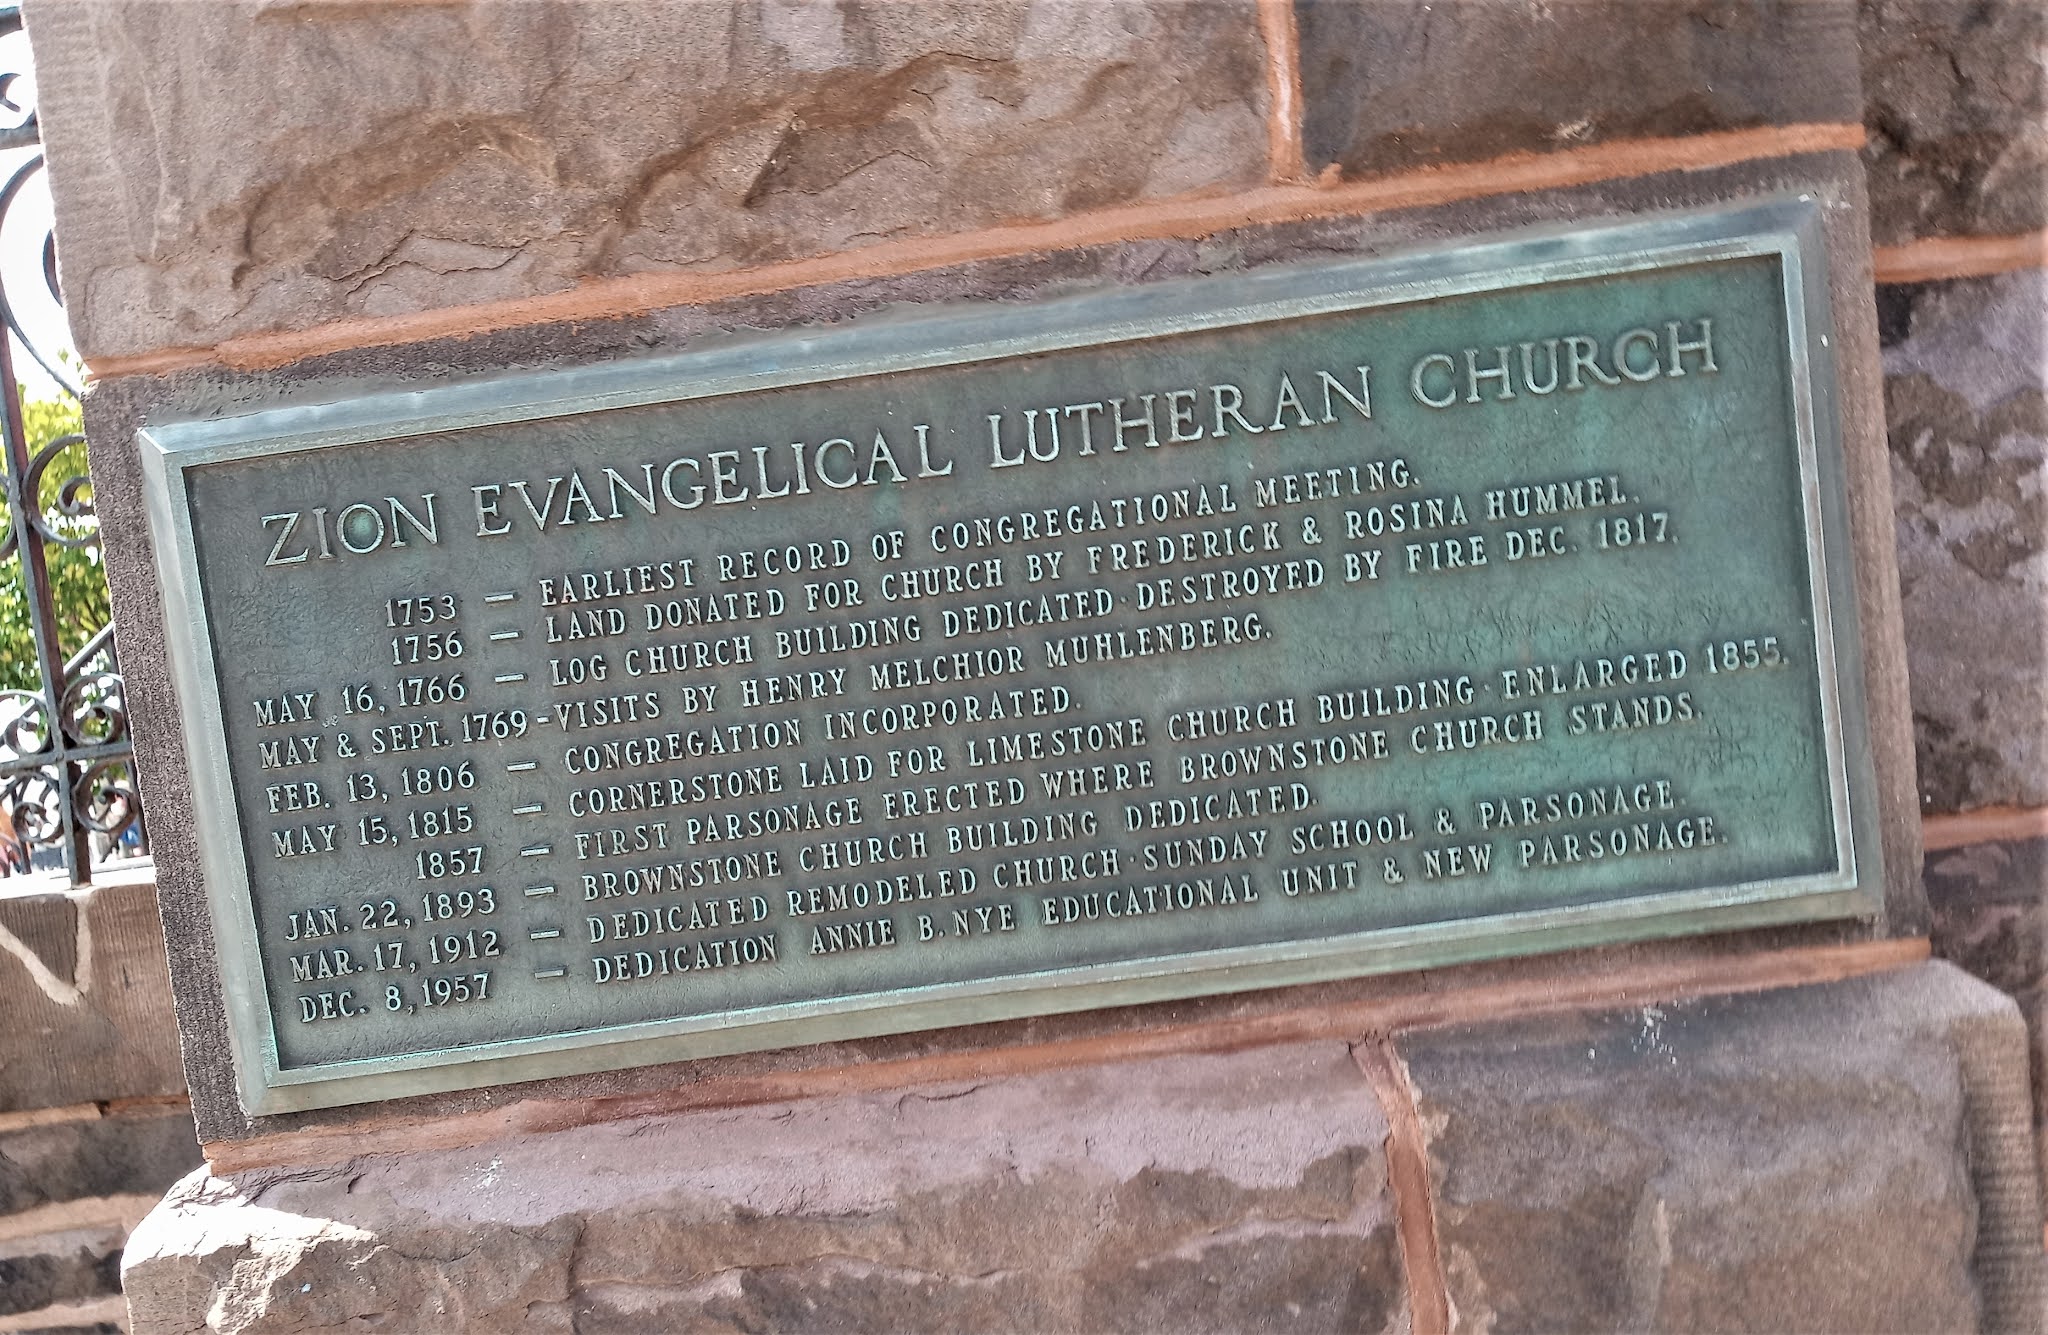 ZION EVANGELICAL LUTHERAN CHURCH
1753 — EARLIEST RECORD OF CONGREGATIONAL MEETING.
1756 — LAND DONATED FOR CHURCH BY FREDERICK & ROSINA HUMMEL.
MAY 16, 1766 — LOG CHURCH BUILDING DEDICATED · DESTROYED BY FIRE DEC. 1817.
MAY & SEPT. 1769 - VISITS BY HENRY MELCHIOR MUHLENBERG.
FEB. 13, 1806 — CONGREGATION INCORPORATED.
MAY 15, 1815 — CORNERSTONE LAID FOR LIMESTONE CHURCH BUILDING · ENLARGED 1855.
1857 — FIRST PARSONAGE ERECTED WHERE BROWNSTONE CHURCH STANDS.
JAN. 22, 1893 — BROWNSTONE CHURCH BUILDING DEDICATED.
MAR. 17, 1912 — DEDICATED REMODELED CHURCH · SUNDAY SCHOOL & PARSONAGE.
DEC. 8, 1957 — DEDICATION ANNIE B. NYE EDUCATIONAL UNIT & NEW PARSONAGE.